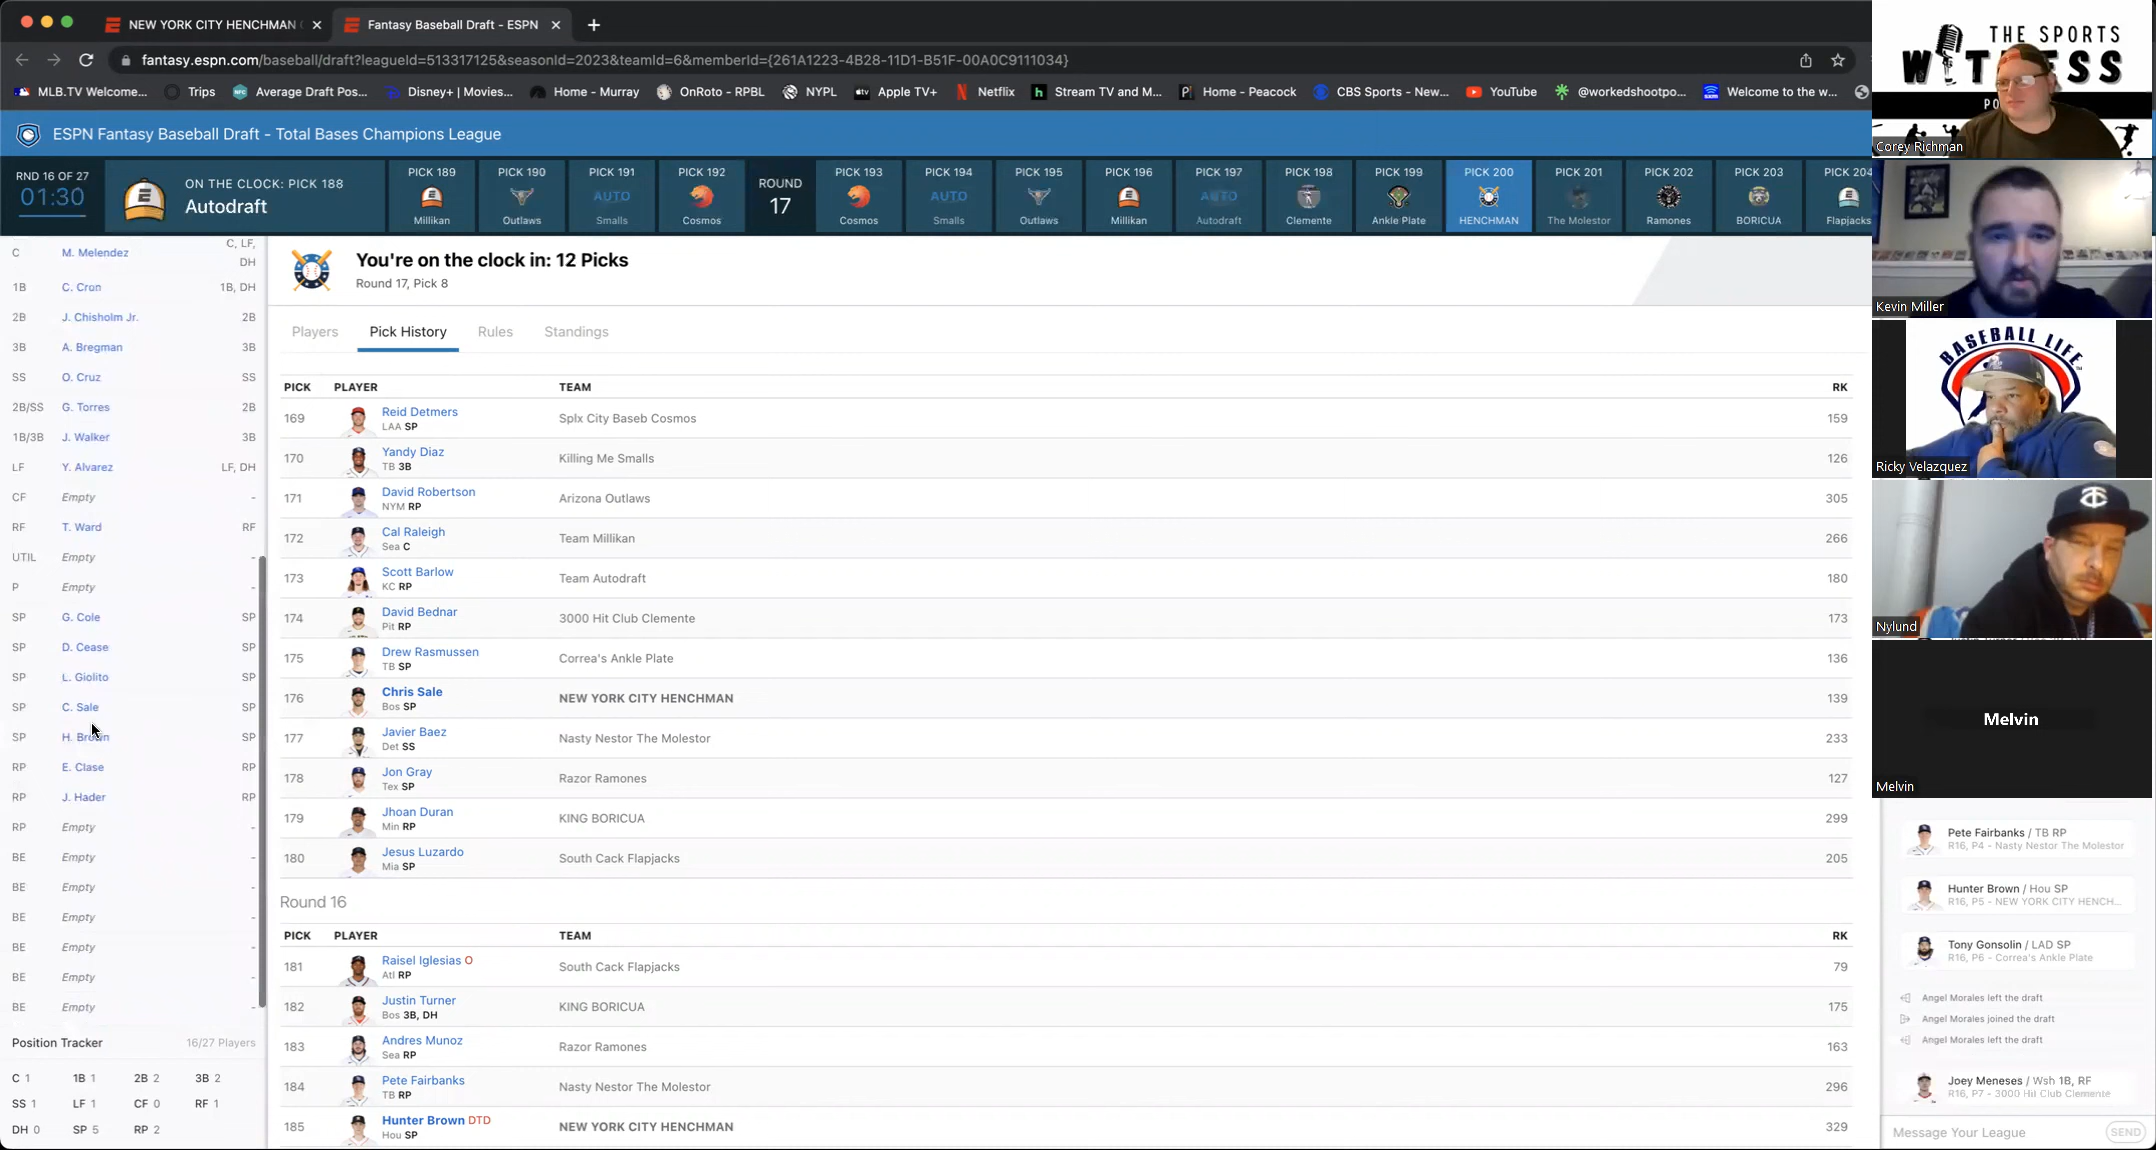 NEW YORK CITY HENCHMAN
Fantasy Baseball Draft - ESPN
fantasy.espn.com/baseball/draft?leagueId=513317125&seasonId=2023&teamId=6&memberId={261A1223-4B28-11D1-B51F-00A0C9111034}
MLB.TV Welcome... Trips Average Draft Pos... Disney+ | Movies... Home - Murray OnRoto - RPBL NYPL Apple TV+ Netflix Stream TV and M... Home - Peacock CBS Sports - New... YouTube @workedshootpo... Welcome to the w...
ESPN Fantasy Baseball Draft - Total Bases Champions League
RND 16 OF 27
01:30
ON THE CLOCK: PICK 188
Autodraft
PICK 189
Millikan
PICK 190
Outlaws
PICK 191
AUTO
Smalls
PICK 192
Cosmos
ROUND
17
PICK 193
Cosmos
PICK 194
AUTO
Smalls
PICK 195
Outlaws
PICK 196
Millikan
PICK 197
AUTO
Autodraft
PICK 198
Clemente
PICK 199
Ankle Plate
PICK 200
HENCHMAN
PICK 201
The Molestor
PICK 202
Ramones
PICK 203
BORICUA
PICK 204
Flapjacks
C M. Melendez C, LF, DH
1B C. Cron 1B, DH
2B J. Chisholm Jr. 2B
3B A. Bregman 3B
SS O. Cruz SS
2B/SS G. Torres 2B
1B/3B J. Walker 3B
LF Y. Alvarez LF, DH
CF Empty -
RF T. Ward RF
UTIL Empty -
P Empty -
SP G. Cole SP
SP D. Cease SP
SP L. Giolito SP
SP C. Sale SP
SP H. Brown SP
RP E. Clase RP
RP J. Hader RP
RP Empty -
BE Empty -
BE Empty -
BE Empty -
BE Empty -
BE Empty -
BE Empty -
Position Tracker 16/27 Players
C 1 1B 1 2B 2 3B 2
SS 1 LF 1 CF 0 RF 1
DH 0 SP 5 RP 2
You're on the clock in: 12 Picks
Round 17, Pick 8
Players Pick History Rules Standings
PICK PLAYER TEAM RK
169 Reid Detmers LAA SP Splx City Baseb Cosmos 159
170 Yandy Diaz TB 3B Killing Me Smalls 126
171 David Robertson NYM RP Arizona Outlaws 305
172 Cal Raleigh Sea C Team Millikan 266
173 Scott Barlow KC RP Team Autodraft 180
174 David Bednar Pit RP 3000 Hit Club Clemente 173
175 Drew Rasmussen TB SP Correa's Ankle Plate 136
176 Chris Sale Bos SP NEW YORK CITY HENCHMAN 139
177 Javier Baez Det SS Nasty Nestor The Molestor 233
178 Jon Gray Tex SP Razor Ramones 127
179 Jhoan Duran Min RP KING BORICUA 299
180 Jesus Luzardo Mia SP South Cack Flapjacks 205
Round 16
PICK PLAYER TEAM RK
181 Raisel Iglesias O Atl RP South Cack Flapjacks 79
182 Justin Turner Bos 3B, DH KING BORICUA 175
183 Andres Munoz Sea RP Razor Ramones 163
184 Pete Fairbanks TB RP Nasty Nestor The Molestor 296
185 Hunter Brown DTD Hou SP NEW YORK CITY HENCHMAN 329
THE SPORTS
Corey Richman
Kevin Miller
BASEBALL LIFE
Ricky Velazquez
Nylund
Melvin
Melvin
Pete Fairbanks / TB RP
R16, P4 - Nasty Nestor The Molestor
Hunter Brown / Hou SP
R16, P5 - NEW YORK CITY HENCH...
Tony Gonsolin / LAD SP
R16, P6 - Correa's Ankle Plate
Angel Morales left the draft
Angel Morales joined the draft
Angel Morales left the draft
Joey Meneses / Wsh 1B, RF
R16, P7 - 3000 Hit Club Clemente
Message Your League SEND